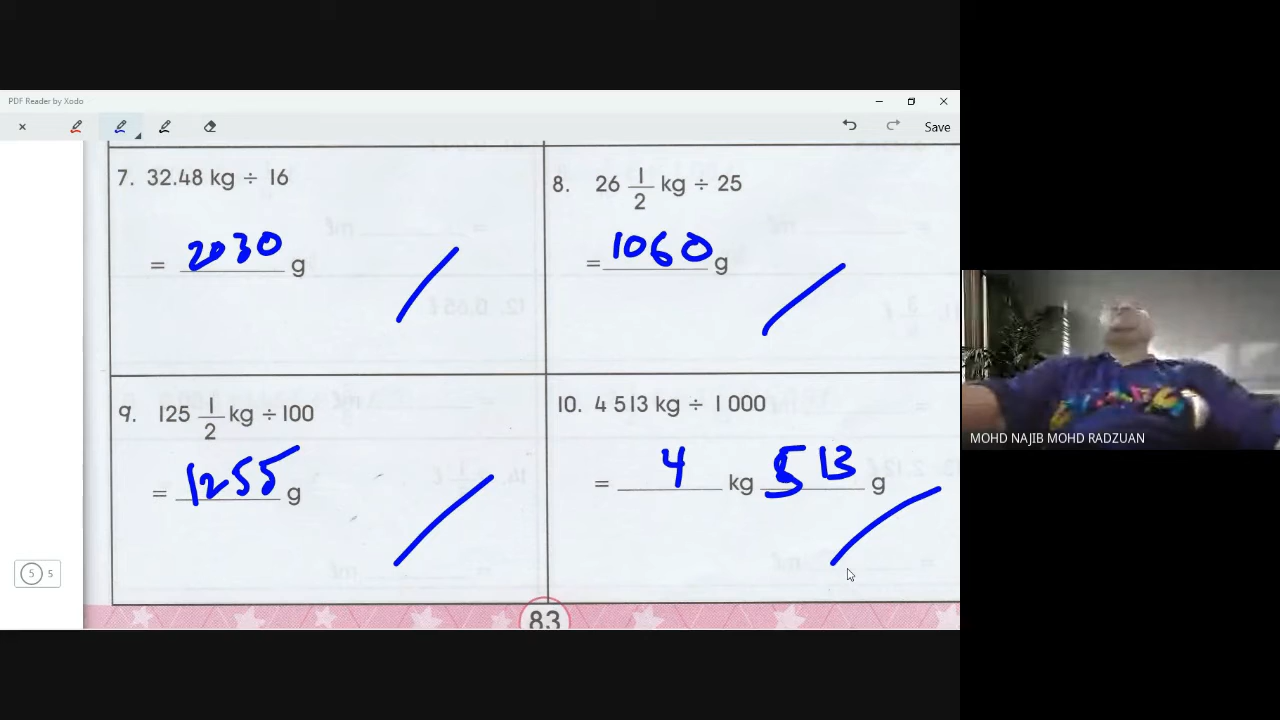 PDF Reader by Xodo
Save
7. 32.48 kg ÷ 16
= 2030 g
8. 26 1/2 kg ÷ 25
= 1060 g
9. 125 1/2 kg ÷ 100
= 1255 g
10. 4 513 kg ÷ 1 000
= 4 kg 513 g
MOHD NAJIB MOHD RADZUAN
5 5
83